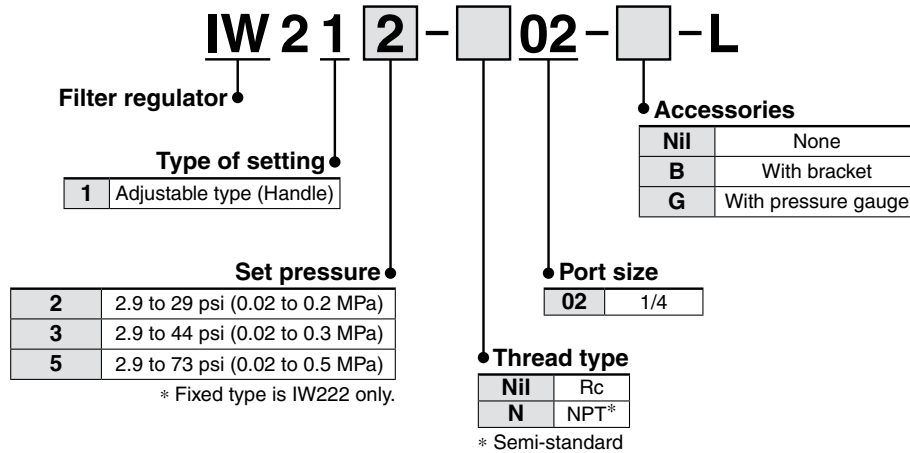 IW 2 1 2 - 02 - - L
Filter regulator
Accessories
Nil None
B With bracket
G With pressure gauge
Type of setting
1 Adjustable type (Handle)
Set pressure
2 2.9 to 29 psi (0.02 to 0.2 MPa)
3 2.9 to 44 psi (0.02 to 0.3 MPa)
5 2.9 to 73 psi (0.02 to 0.5 MPa)
* Fixed type is IW222 only.
Port size
02 1/4
Thread type
Nil Rc
N NPT*
* Semi-standard